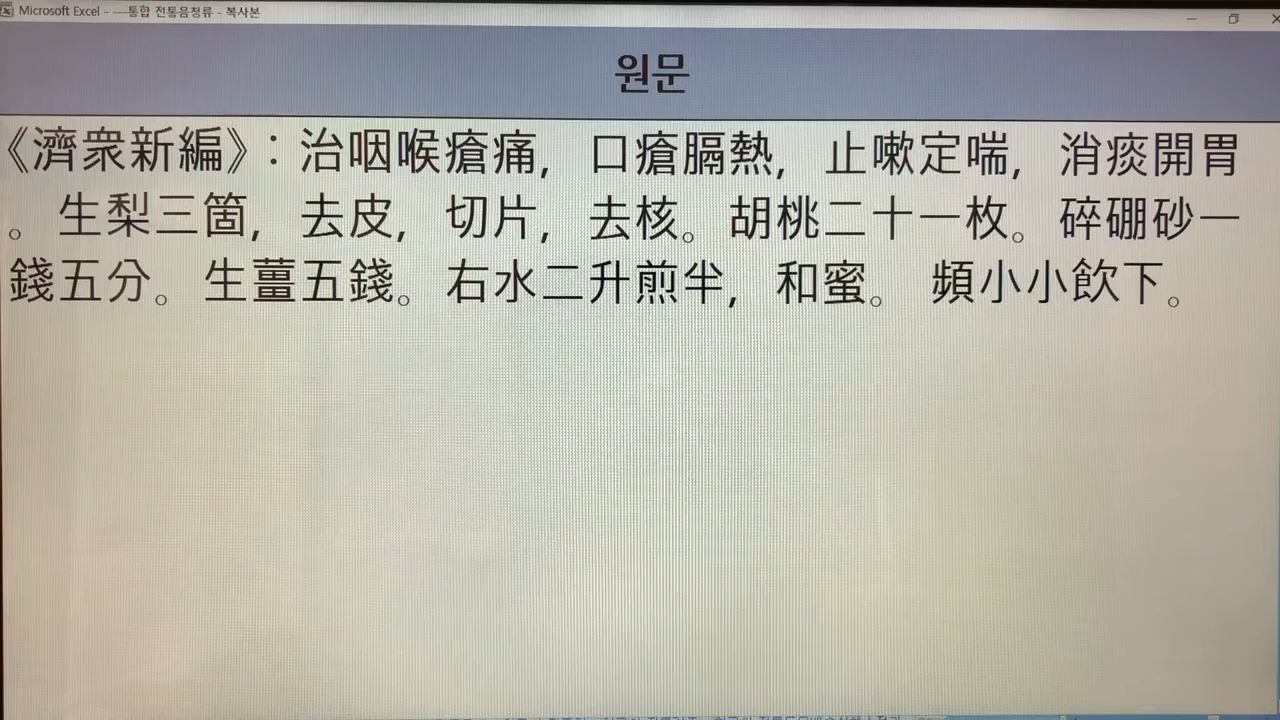 Microsoft Excel - ----통합 전통음청류 - 복사본
원문
《濟衆新編》：治咽喉瘡痛，口瘡膈熱，止嗽定喘，消痰開胃
。生梨三箇，去皮，切片，去核。胡桃二十一枚。碎硼砂一
錢五分。生薑五錢。右水二升煎半，和蜜。頻小小飮下。